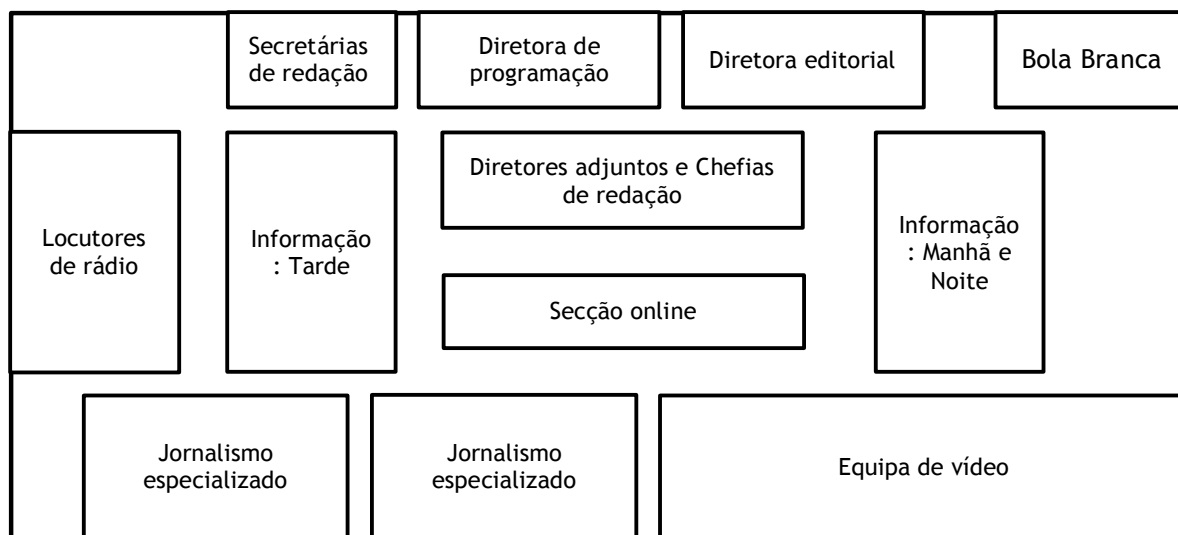 Secretárias
de redação
Diretora de
programação
Diretora editorial
Bola Branca
Locutores
de rádio
Informação
: Tarde
Diretores adjuntos e Chefias
de redação
Secção online
Informação
: Manhã e
Noite
Jornalismo
especializado
Jornalismo
especializado
Equipa de vídeo